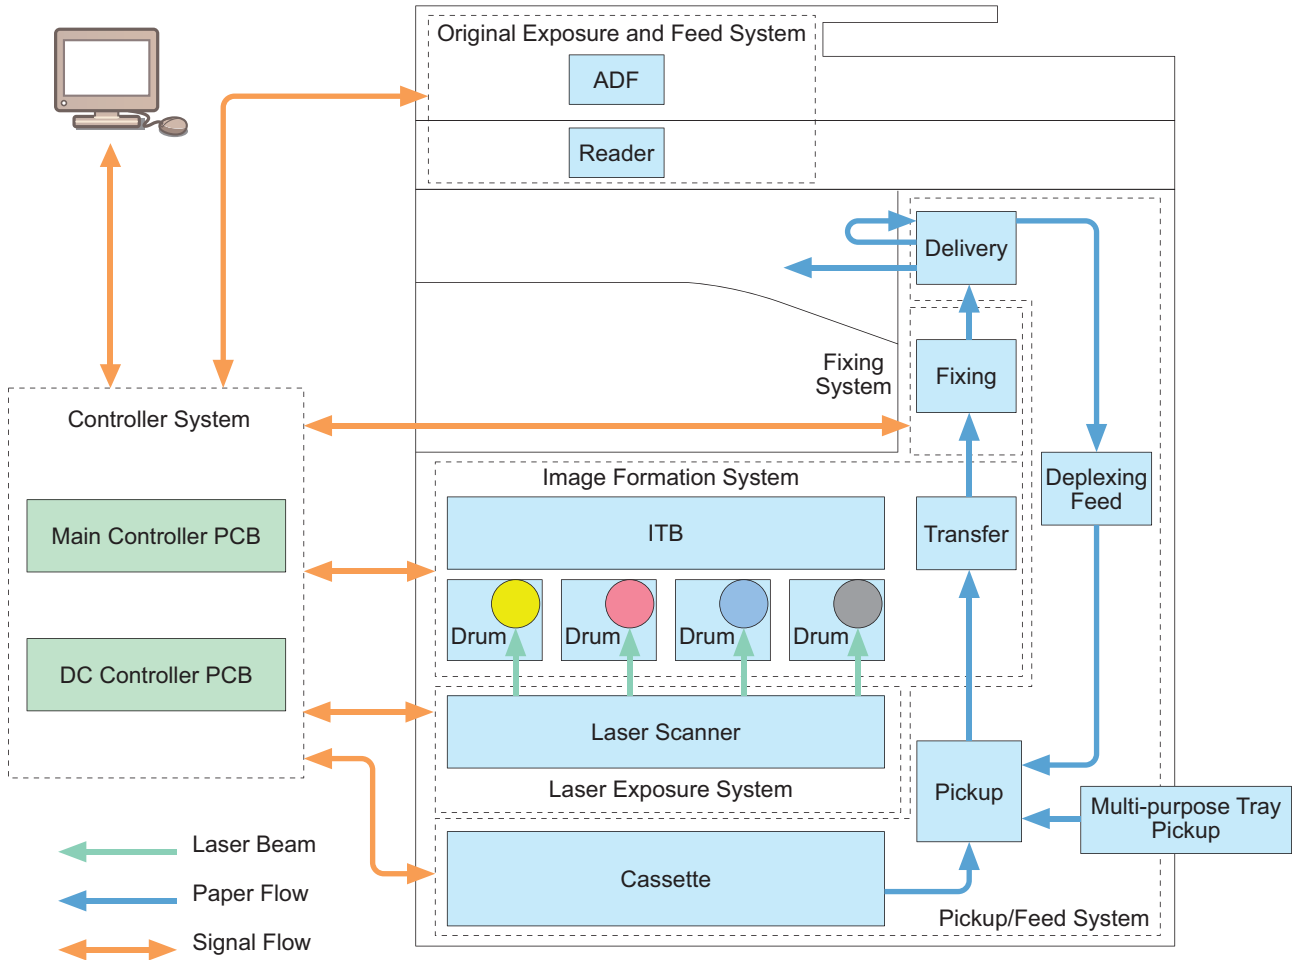 Original Exposure and Feed System
ADF
Reader
Delivery
Fixing
System
Fixing
Controller System
Main Controller PCB
DC Controller PCB
Image Formation System
ITB
Transfer
Deplexing
Feed
Drum
Drum
Drum
Drum
Laser Scanner
Laser Exposure System
Pickup
Multi-purpose Tray
Pickup
Cassette
Pickup/Feed System
Laser Beam
Paper Flow
Signal Flow